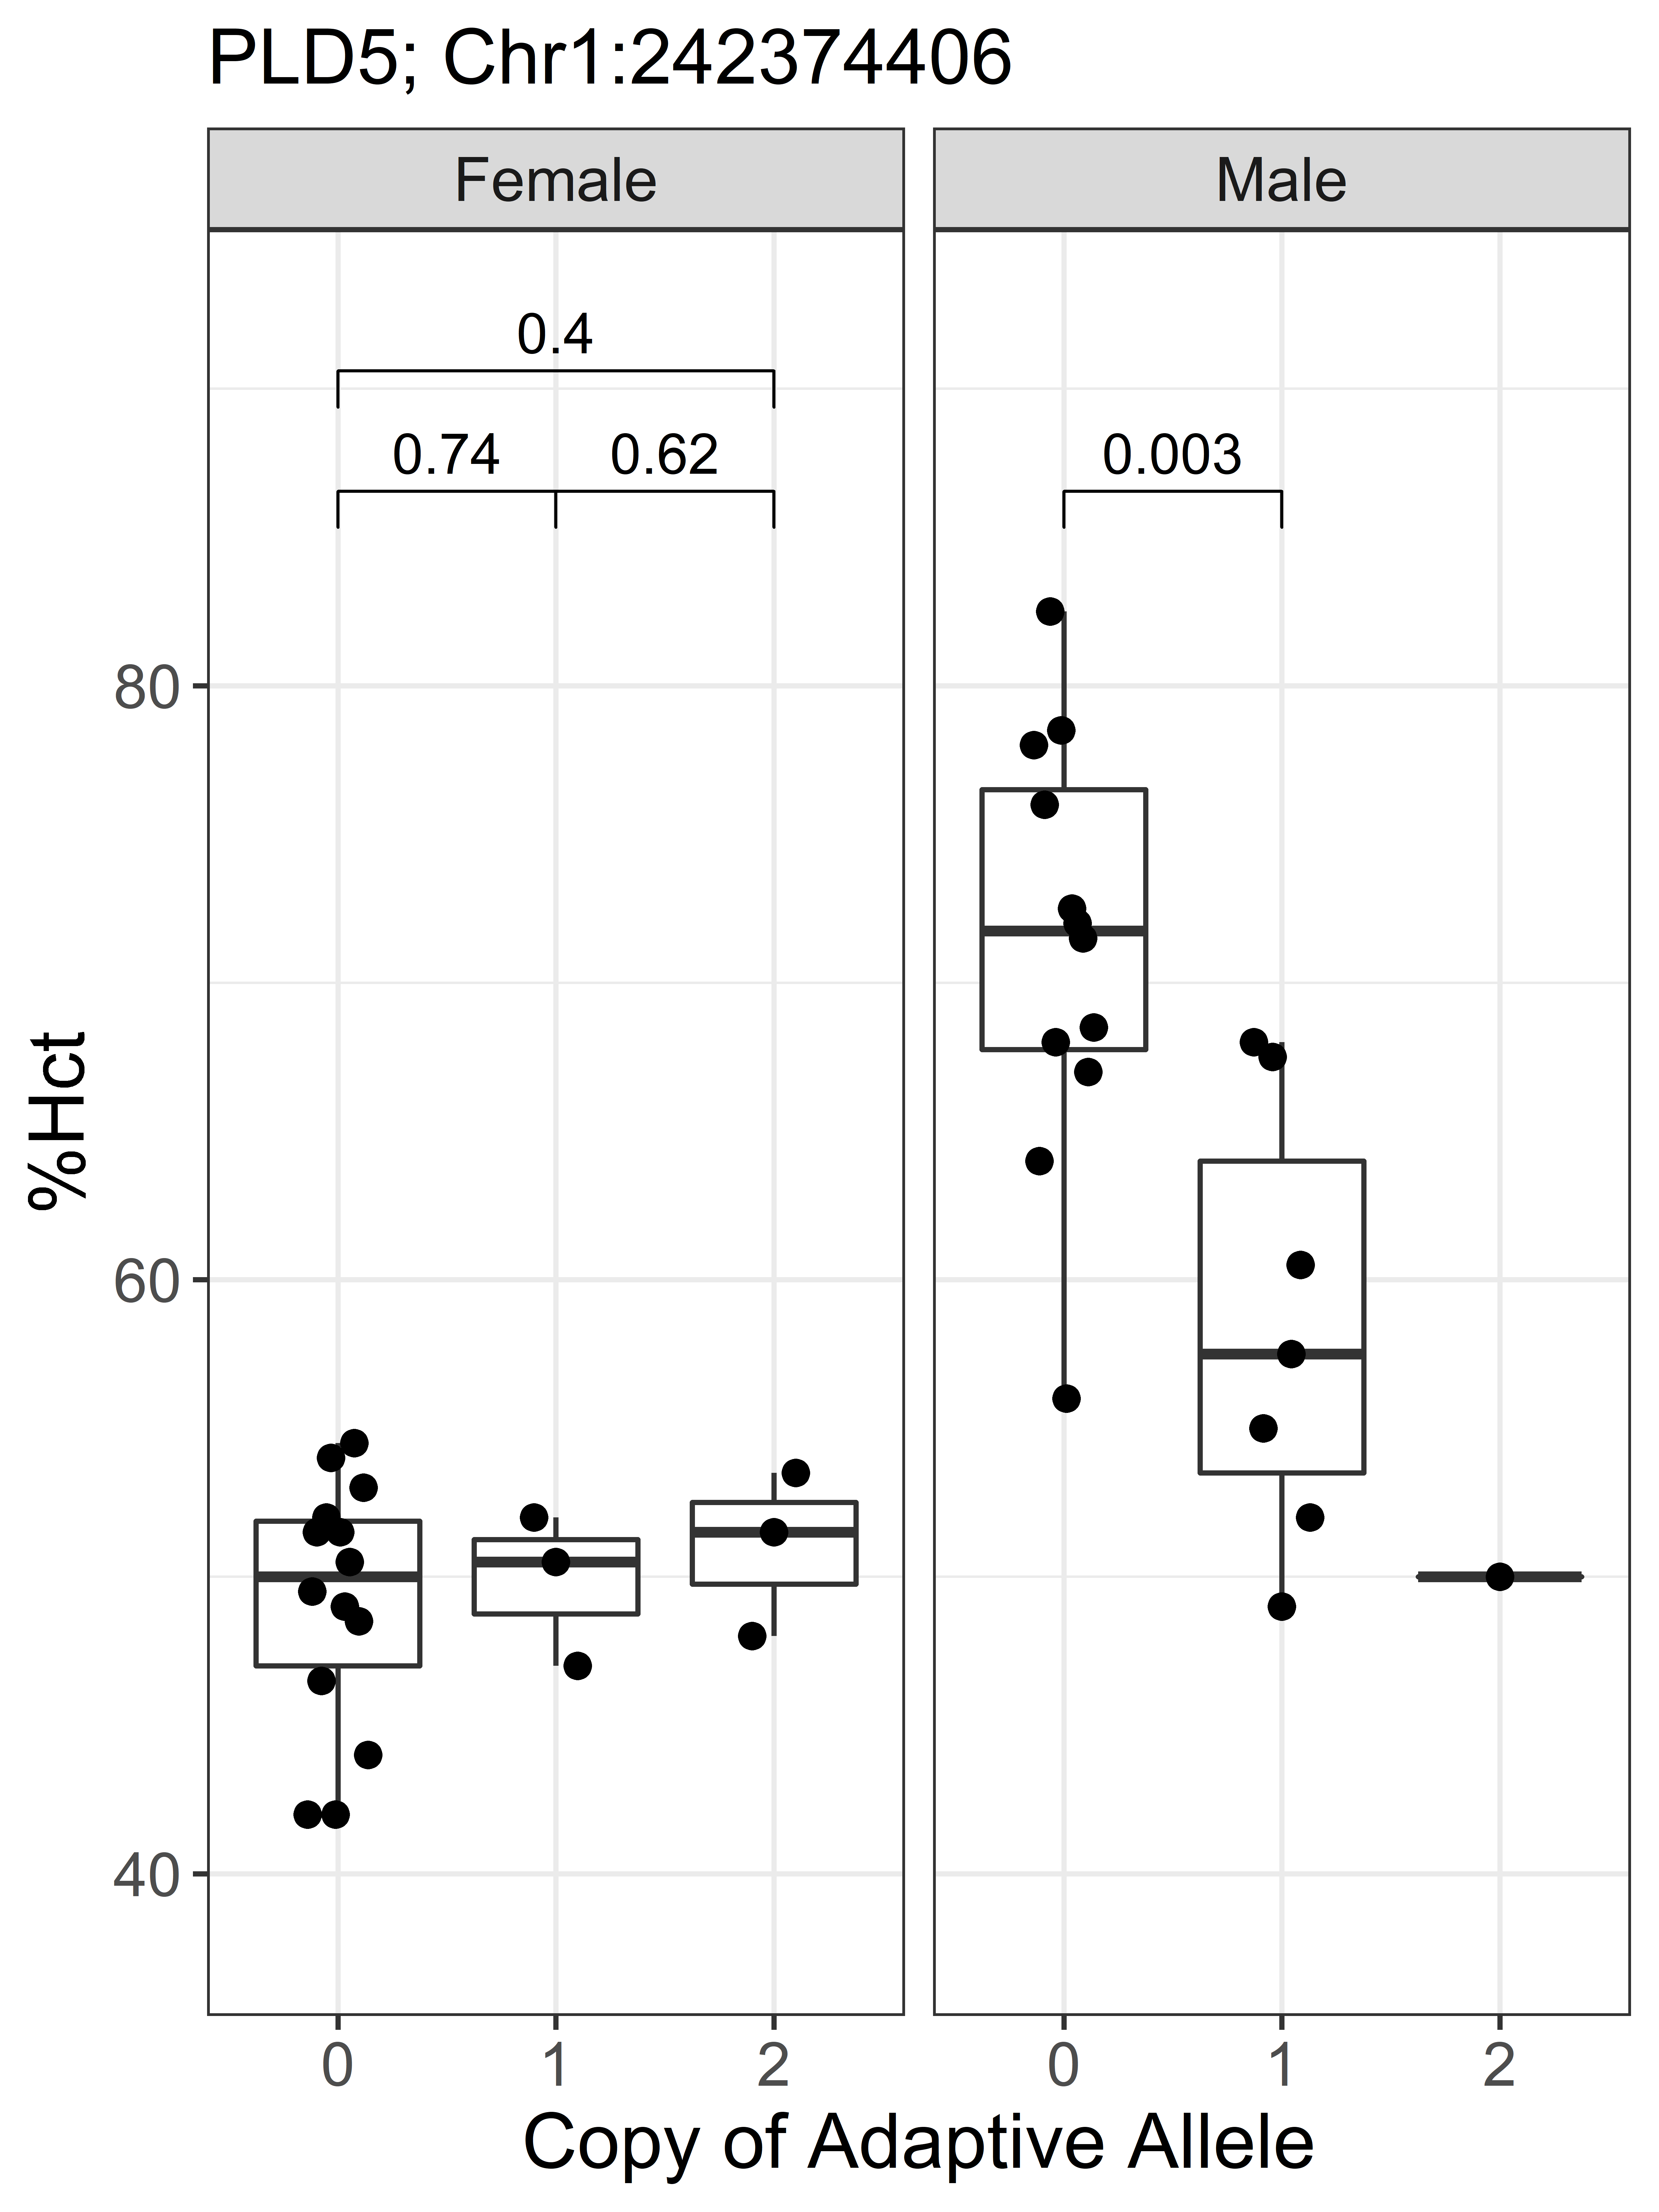 PLD5; Chr1:242374406
Female
Male
0.4
0.74
0.62
0.003
%Hct
80
60
40
0
1
2
0
1
2
Copy of Adaptive Allele